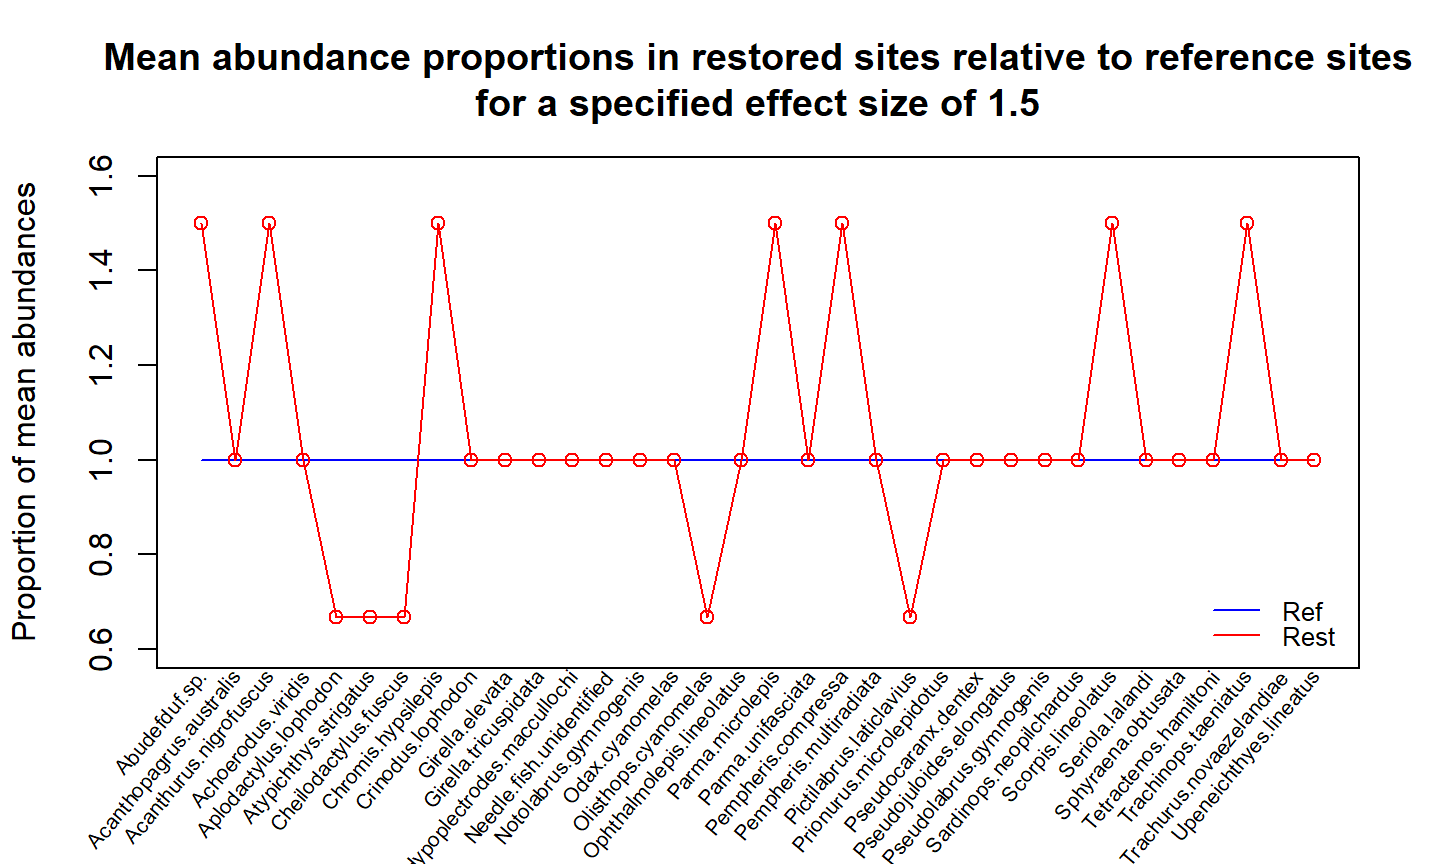 Mean abundance proportions in restored sites relative to reference sites
for a specified effect size of 1.5
Proportion of mean abundances
1.6
1.4
1.2
1.0
0.8
0.6
Ref
Rest
Abudefduf.sp.
Acanthopagrus.australis
Acanthurus.nigrofuscus
Achoerodus.viridis
Aplodactylus.lophodon
Atypichthys.strigatus
Cheilodactylus.fuscus
Chromis.hypsilepis
Crinodus.lophodon
Girella.elevata
Girella.tricuspidata
ypoplectrodes.maccullochi
Needle.fish.unidentified
Notolabrus.gymnogenis
Odax.cyanomelas
Olisthops.cyanomelas
Ophthalmolepis.lineolatus
Parma.microlepis
Parma.unifasciata
Pempheris.compressa
Pempheris.multiradiata
Pictilabrus.laticlavius
Prionurus.microlepidotus
Pseudocaranx.dentex
Pseudojuloides.elongatus
Pseudolabrus.gymnogenis
Sardinops.neopilchardus
Scorpis.lineolatus
Seriola.lalandi
Sphyraena.obtusata
Tetractenos.hamiltoni
Trachinops.taeniatus
Trachurus.novaezelandiae
Upeneichthyes.lineatus